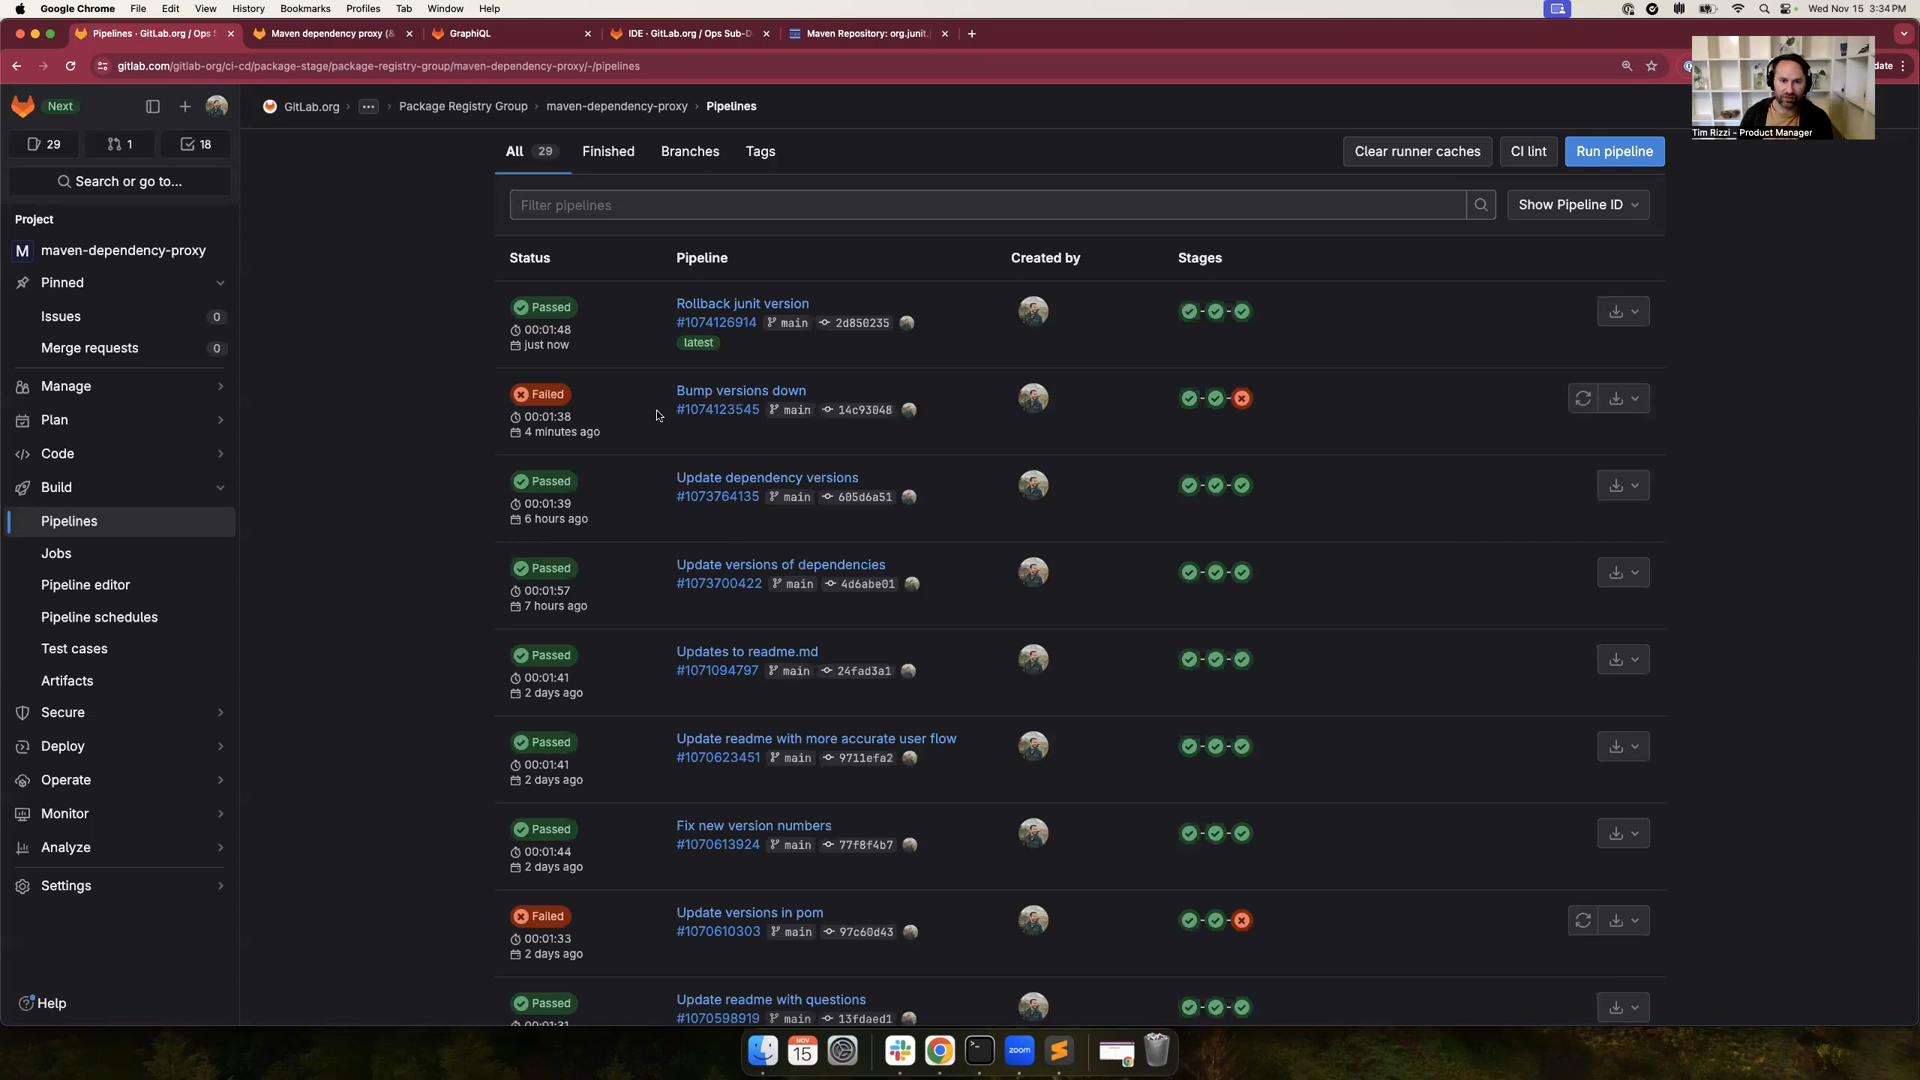 Google Chrome File Edit View History Bookmarks Profiles Tab Window Help Wed Nov 15 3:34 PM
Pipelines · GitLab.org / Ops S Maven dependency proxy (& GraphiQL IDE · GitLab.org / Ops Sub-D Maven Repository: org.junit.
gitlab.com/gitlab-org/ci-cd/package-stage/package-registry-group/maven-dependency-proxy/-/pipelines
Tim Rizzi - Product Manager
Next
29 1 18
Search or go to...
Project
M maven-dependency-proxy
Pinned
Issues 0
Merge requests 0
Manage
Plan
Code
Build
Pipelines
Jobs
Pipeline editor
Pipeline schedules
Test cases
Artifacts
Secure
Deploy
Operate
Monitor
Analyze
Settings
Help
GitLab.org › ... › Package Registry Group › maven-dependency-proxy › Pipelines
All 29 Finished Branches Tags Clear runner caches CI lint Run pipeline
Filter pipelines Show Pipeline ID
Status Pipeline Created by Stages
Passed Rollback junit version
00:01:48 #1074126914 main 2d850235
just now latest
Failed Bump versions down
00:01:38 #1074123545 main 14c93048
4 minutes ago
Passed Update dependency versions
00:01:39 #1073764135 main 605d6a51
6 hours ago
Passed Update versions of dependencies
00:01:57 #1073700422 main 4d6abe01
7 hours ago
Passed Updates to readme.md
00:01:41 #1071094797 main 24fad3a1
2 days ago
Passed Update readme with more accurate user flow
00:01:41 #1070623451 main 9711efa2
2 days ago
Passed Fix new version numbers
00:01:44 #1070613924 main 77f8f4b7
2 days ago
Failed Update versions in pom
00:01:33 #1070610303 main 97c60d43
2 days ago
Passed Update readme with questions
00:01:31 #1070598919 main 13fdaed1
NOV
15
zoom